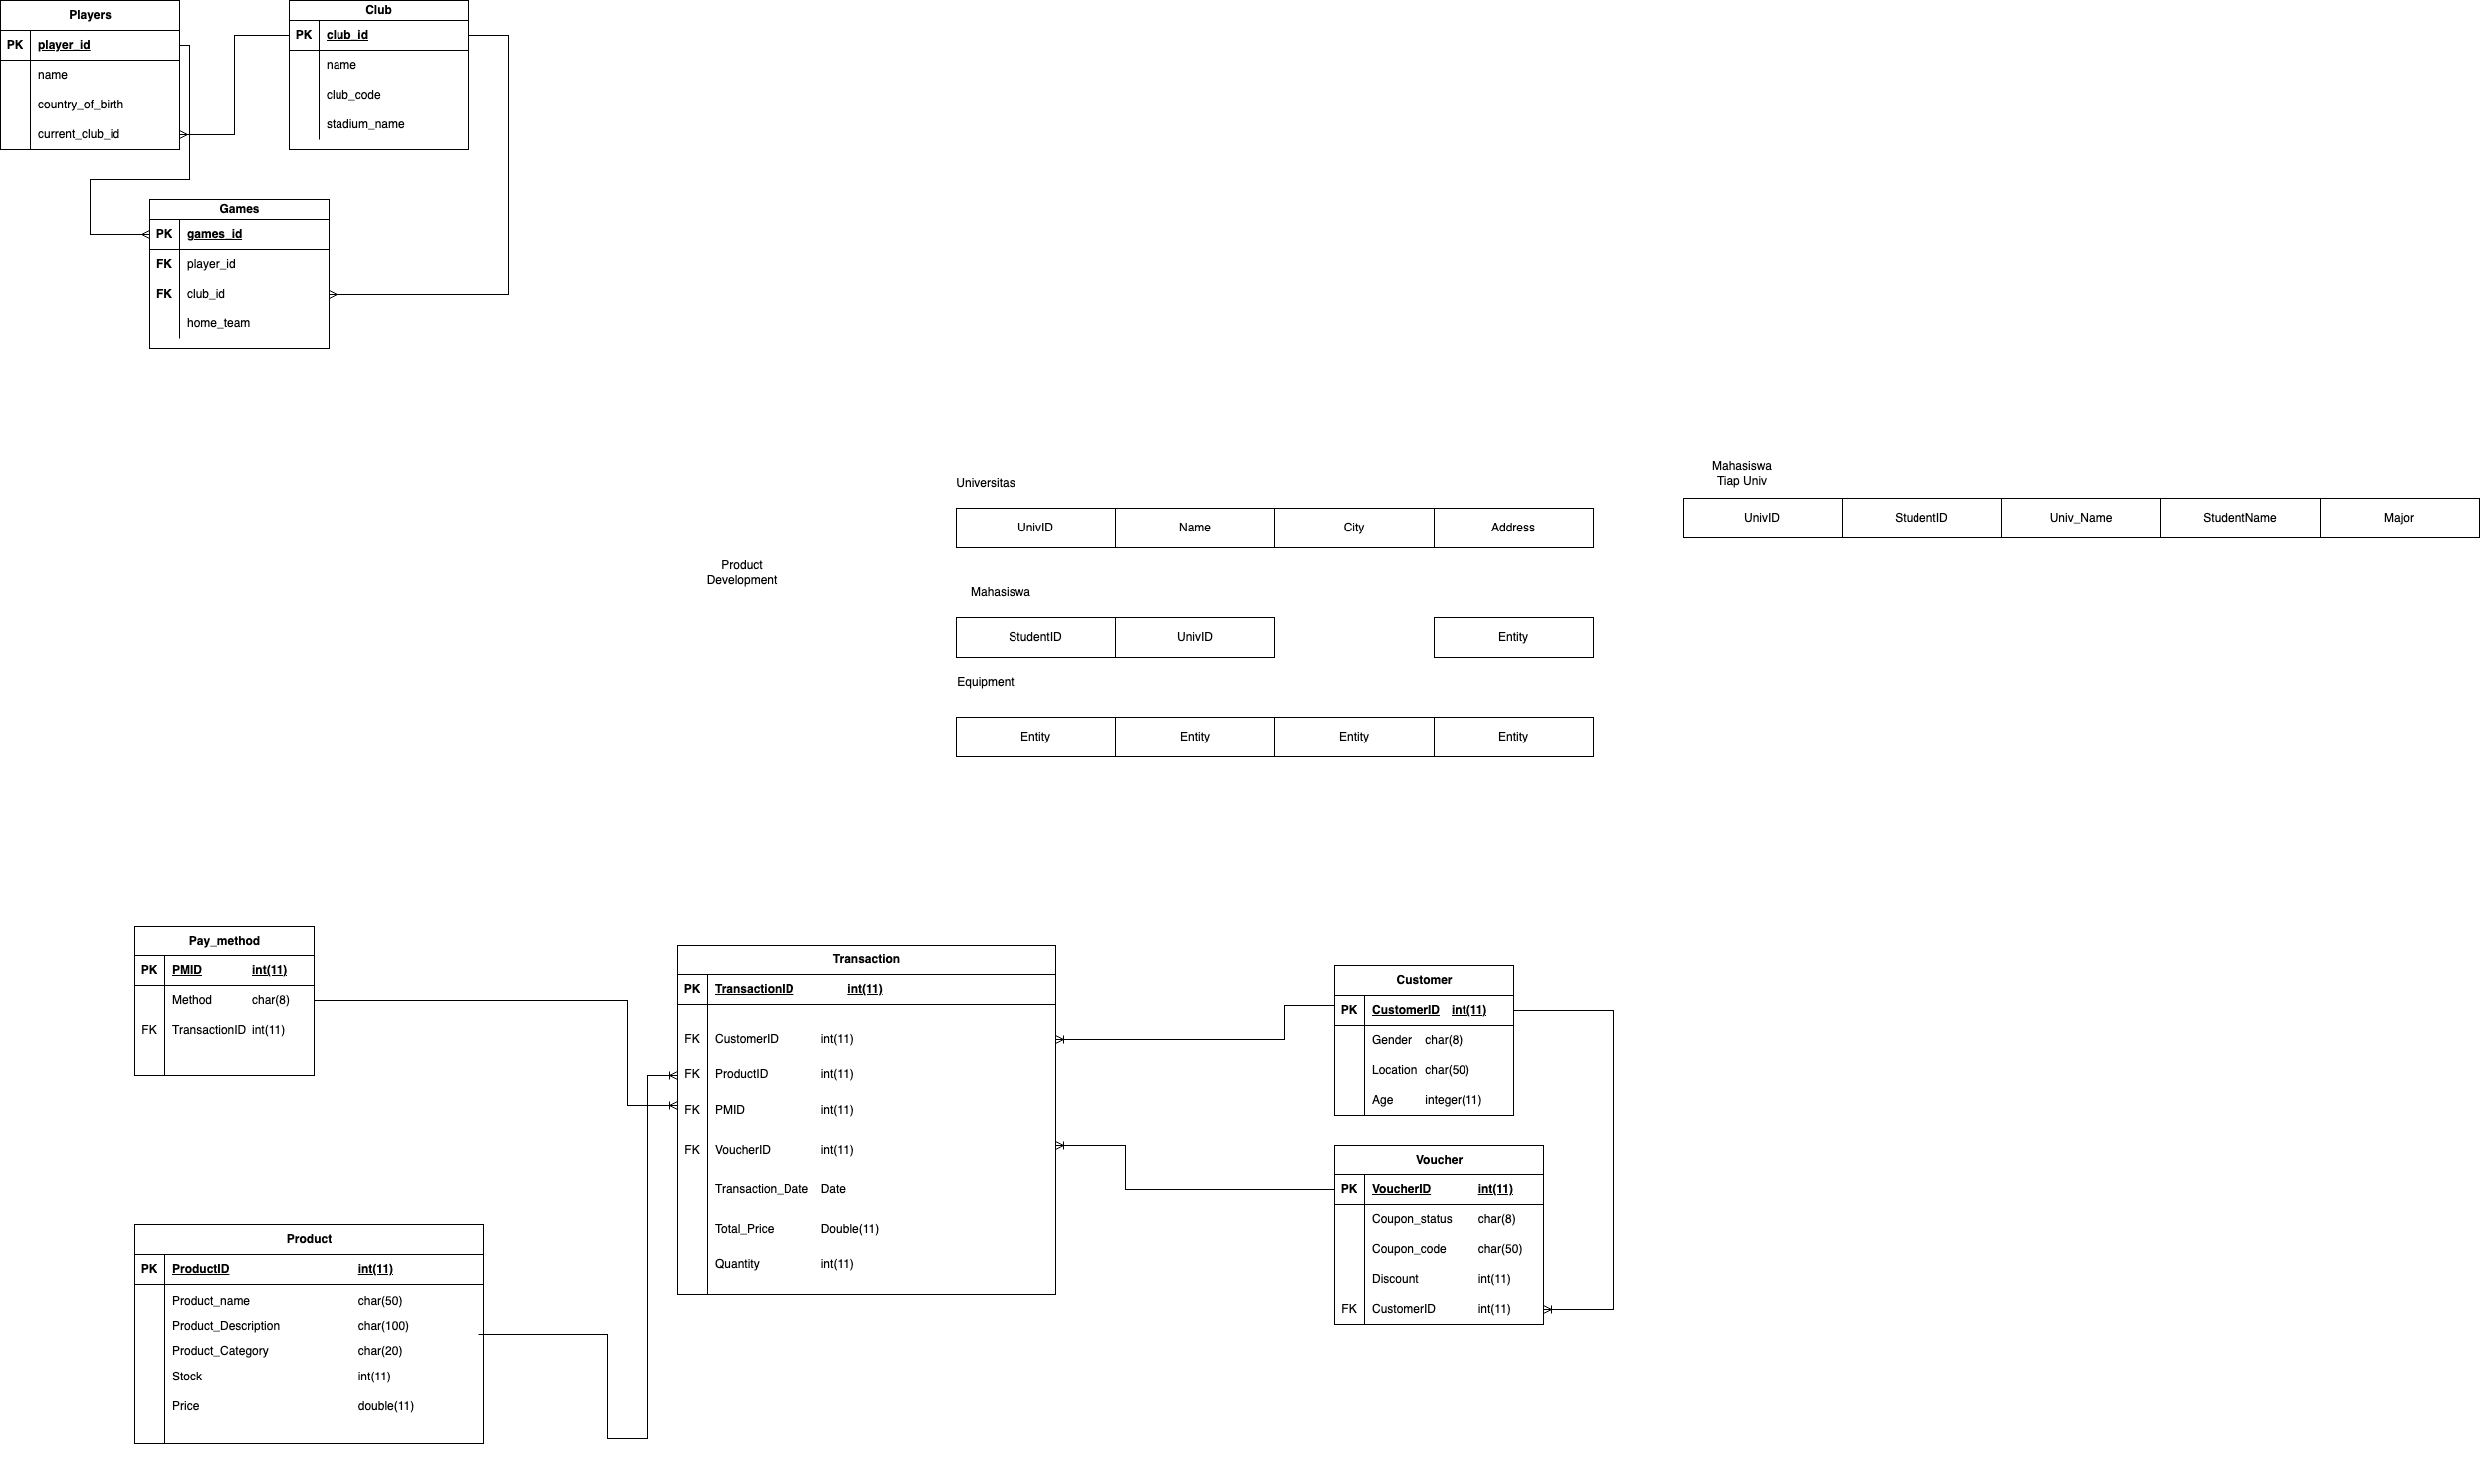 Players
PK player_id
name
country_of_birth
current_club_id
Club
PK club_id
name
club_code
stadium_name
Games
PK games_id
FK player_id
FK club_id
home_team
Product
Development
Universitas
UnivID Name City Address
Mahasiswa
StudentID UnivID Entity
Equipment
Entity Entity Entity Entity
Mahasiswa
Tiap Univ
UnivID StudentID Univ_Name StudentName Major
Pay_method
PK PMID int(11)
Method char(8)
FK TransactionID int(11)
Transaction
PK TransactionID int(11)
FK CustomerID int(11)
FK ProductID int(11)
FK PMID int(11)
FK VoucherID int(11)
Transaction_Date Date
Total_Price Double(11)
Quantity int(11)
Customer
PK CustomerID int(11)
Gender char(8)
Location char(50)
Age integer(11)
Voucher
PK VoucherID int(11)
Coupon_status char(8)
Coupon_code char(50)
Discount int(11)
FK CustomerID int(11)
Product
PK ProductID int(11)
Product_name char(50)
Product_Description char(100)
Product_Category char(20)
Stock int(11)
Price double(11)